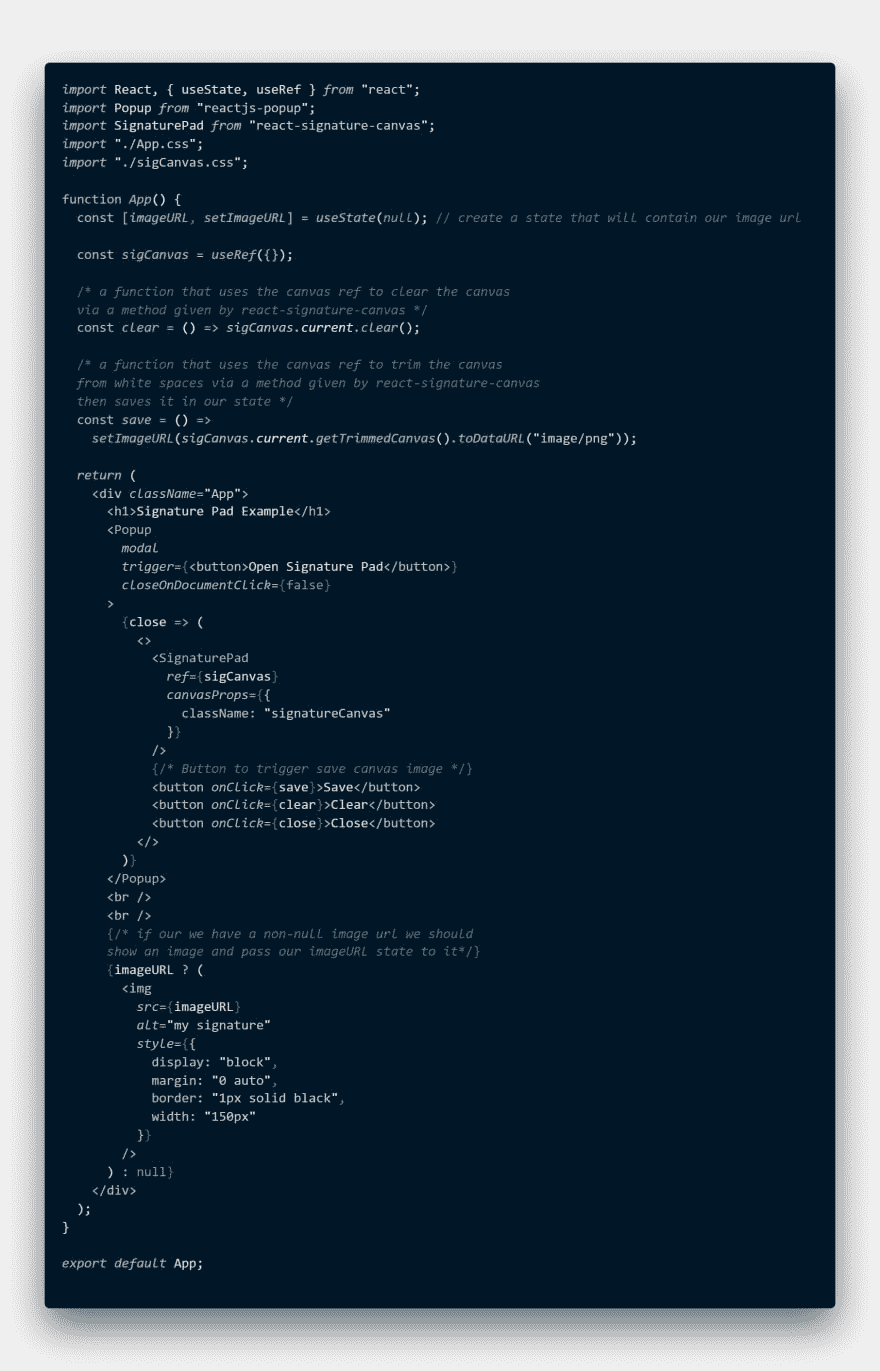 import React, { useState, useRef } from "react";
import Popup from "reactjs-popup";
import SignaturePad from "react-signature-canvas";
import "./App.css";
import "./sigCanvas.css";

function App() {
  const [imageURL, setImageURL] = useState(null); // create a state that will contain our image url

  const sigCanvas = useRef({});

  /* a function that uses the canvas ref to clear the canvas
  via a method given by react-signature-canvas */
  const clear = () => sigCanvas.current.clear();

  /* a function that uses the canvas ref to trim the canvas
  from white spaces via a method given by react-signature-canvas
  then saves it in our state */
  const save = () =>
    setImageURL(sigCanvas.current.getTrimmedCanvas().toDataURL("image/png"));

  return (
    <div className="App">
      <h1>Signature Pad Example</h1>
      <Popup
        modal
        trigger={<button>Open Signature Pad</button>}
        closeOnDocumentClick={false}
      >
        {close => (
          <>
            <SignaturePad
              ref={sigCanvas}
              canvasProps={{
                className: "signatureCanvas"
              }}
            />
            {/* Button to trigger save canvas image */}
            <button onClick={save}>Save</button>
            <button onClick={clear}>Clear</button>
            <button onClick={close}>Close</button>
          </>
        )}
      </Popup>
      <br />
      <br />
      {/* if our we have a non-null image url we should
      show an image and pass our imageURL state to it*/}
      {imageURL ? (
        <img
          src={imageURL}
          alt="my signature"
          style={{
            display: "block",
            margin: "0 auto",
            border: "1px solid black",
            width: "150px"
          }}
        />
      ) : null}
    </div>
  );
}

export default App;